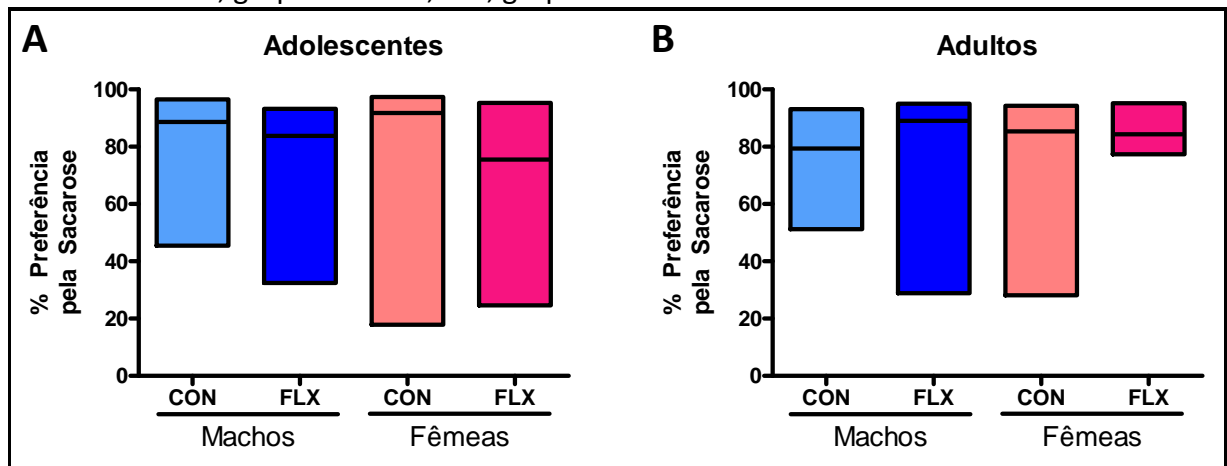 A
Adolescentes
% Preferência
pela Sacarose
100
80
60
40
20
0
CON FLX CON FLX
Machos Fêmeas
B
Adultos
% Preferência
pela Sacarose
100
80
60
40
20
0
CON FLX CON FLX
Machos Fêmeas